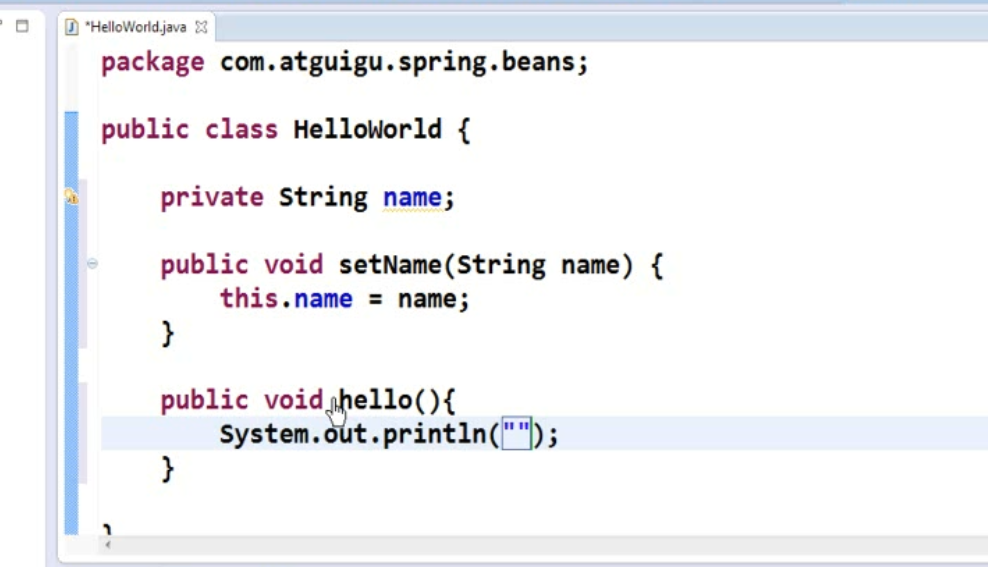 *HelloWorld.java
package com.atguigu.spring.beans;
public class HelloWorld {
private String name;
public void setName(String name) {
this.name = name;
}
public void hello(){
System.out.println("");
}
}